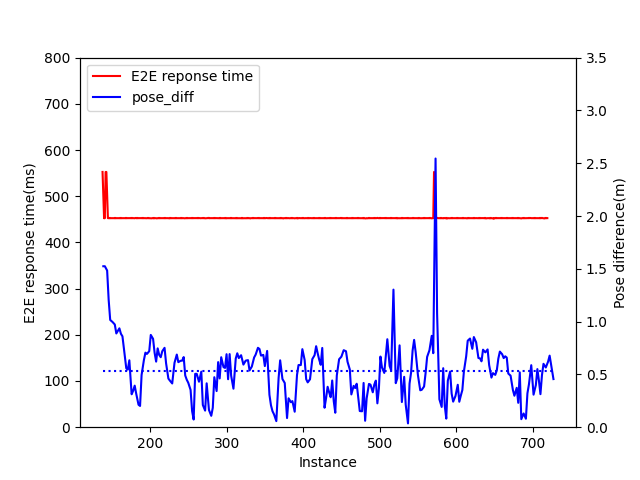 E2E reponse time
pose_diff
800
700
600
500
400
300
200
100
0
E2E response time(ms)
3.5
3.0
2.5
2.0
1.5
1.0
0.5
0.0
Pose difference(m)
200 300 400 500 600 700
Instance